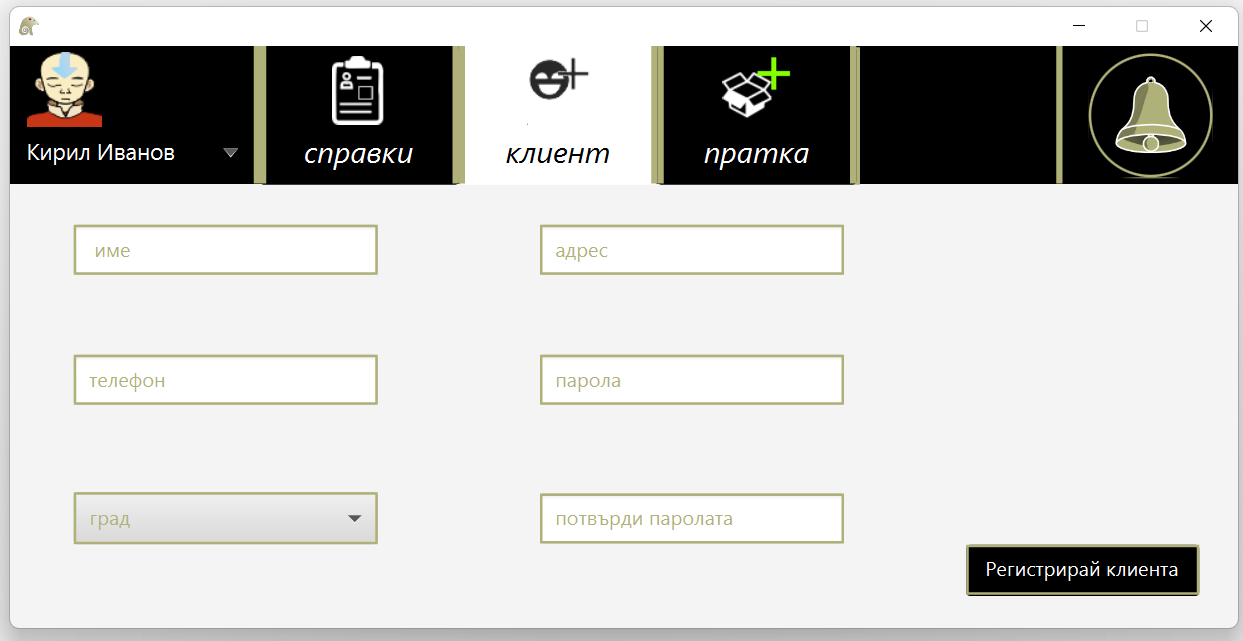 Кирил Иванов
справки
клиент
пратка
име
адрес
телефон
парола
град
потвърди паролата
Регистрирай клиента